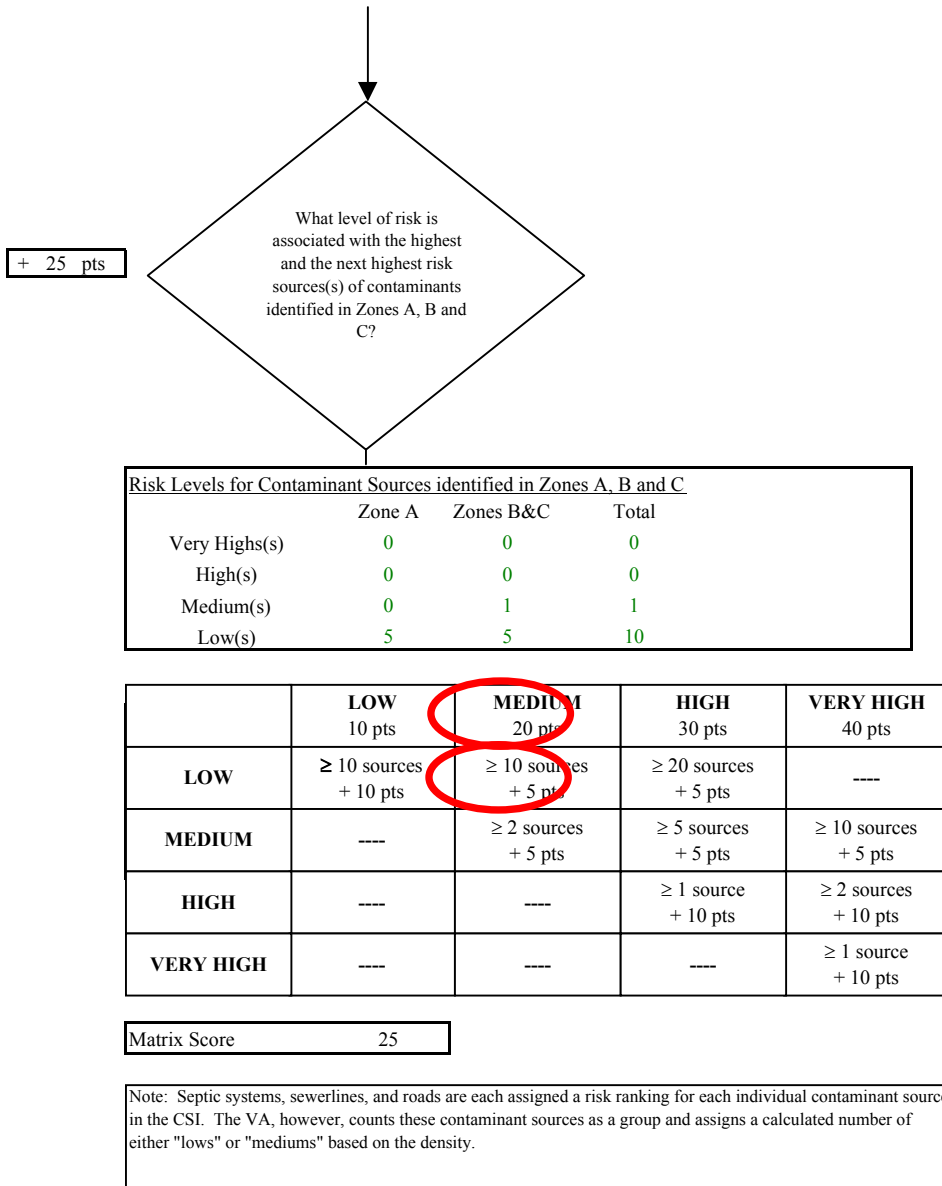 What level of risk is
associated with the highest
and the next highest risk
sources(s) of contaminants
identified in Zones A, B and
C?
+ 25 pts
Risk Levels for Contaminant Sources identified in Zones A, B and C
Zone A Zones B&C Total
Very Highs(s) 0 0 0
High(s) 0 0 0
Medium(s) 0 1 1
Low(s) 5 5 10
LOW MEDIUM HIGH VERY HIGH
10 pts 20 pts 30 pts 40 pts
LOW ≥ 10 sources ≥ 10 sources ≥ 20 sources ----
+ 10 pts + 5 pts + 5 pts
MEDIUM ---- ≥ 2 sources ≥ 5 sources ≥ 10 sources
+ 5 pts + 5 pts + 5 pts
HIGH ---- ---- ≥ 1 source ≥ 2 sources
+ 10 pts + 10 pts
VERY HIGH ---- ---- ---- ≥ 1 source
+ 10 pts
Matrix Score 25
Note: Septic systems, sewerlines, and roads are each assigned a risk ranking for each individual contaminant source
in the CSI. The VA, however, counts these contaminant sources as a group and assigns a calculated number of
either "lows" or "mediums" based on the density.